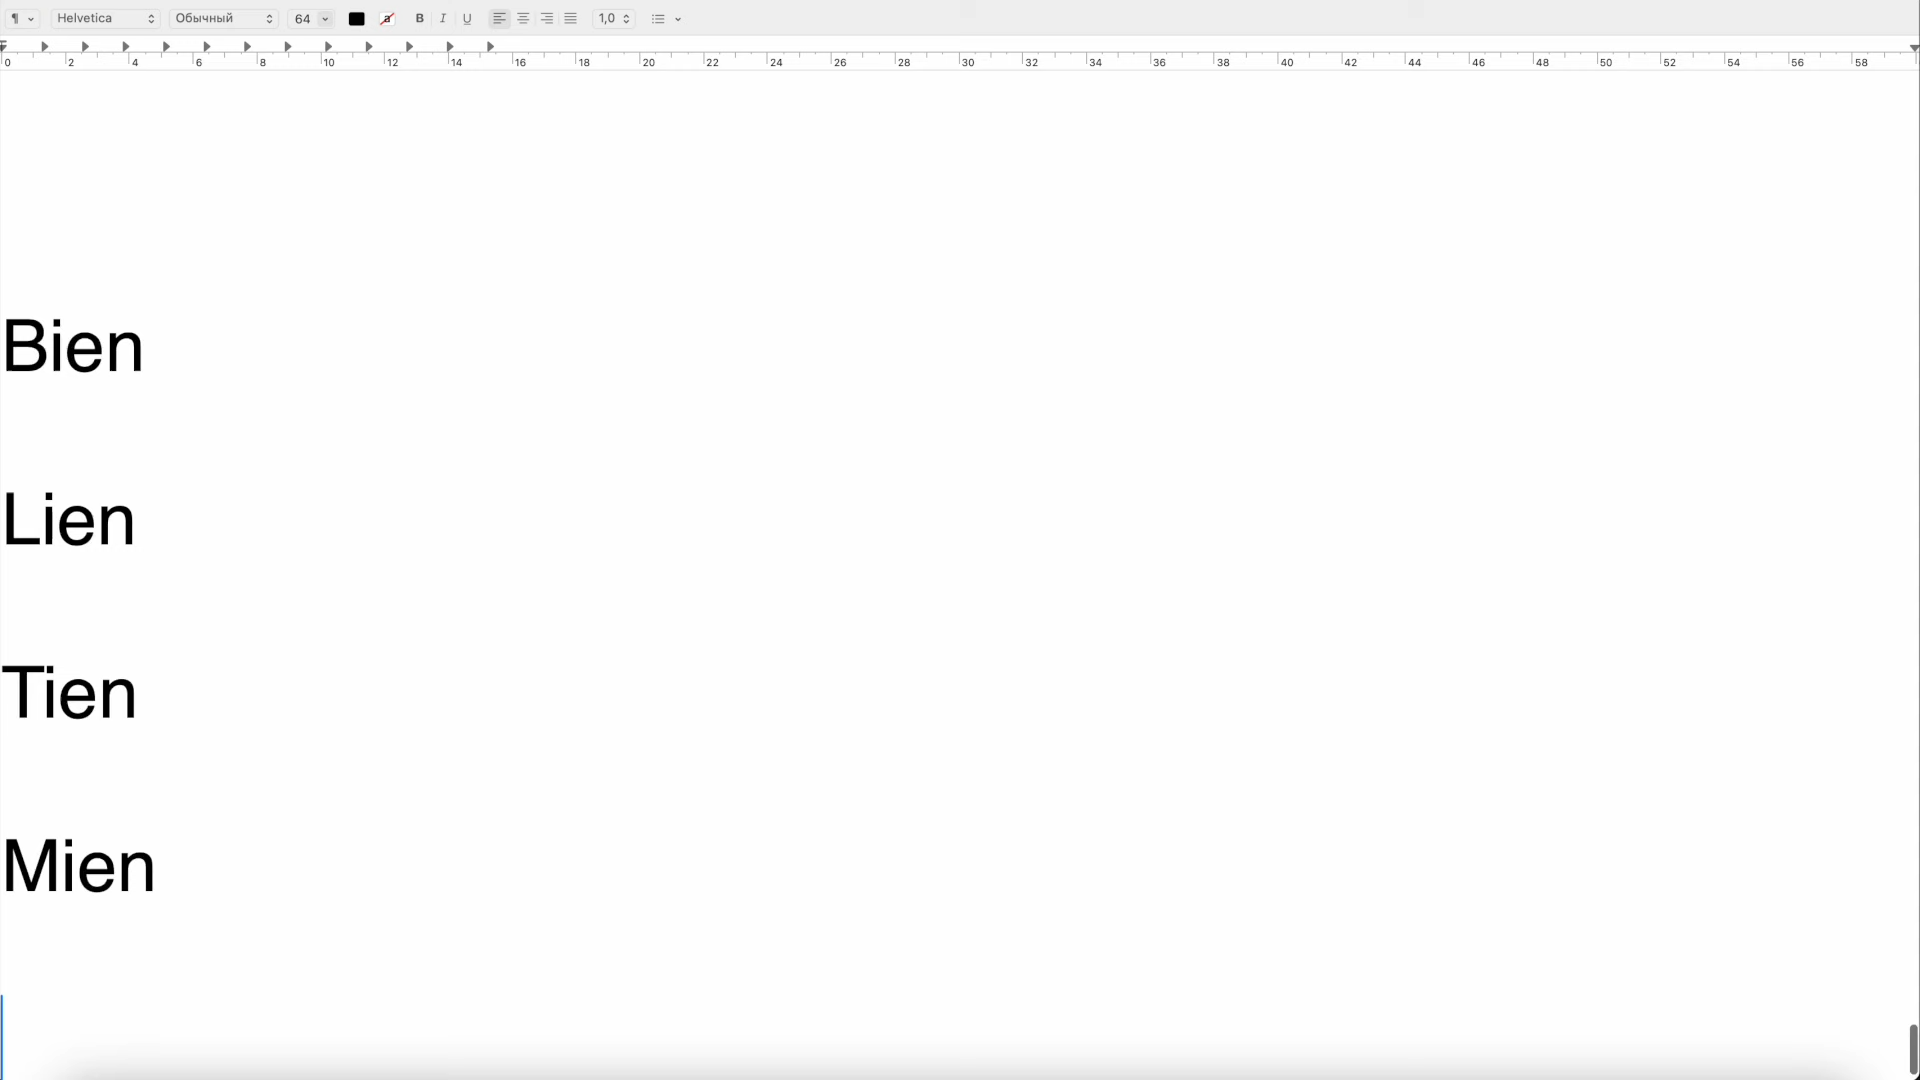 ¶ Helvetica Обычный 64 a B I U 1,0
0 2 4 6 8 10 12 14 16 18 20 22 24 26 28 30 32 34 36 38 40 42 44 46 48 50 52 54 56 58
Bien
Lien
Tien
Mien